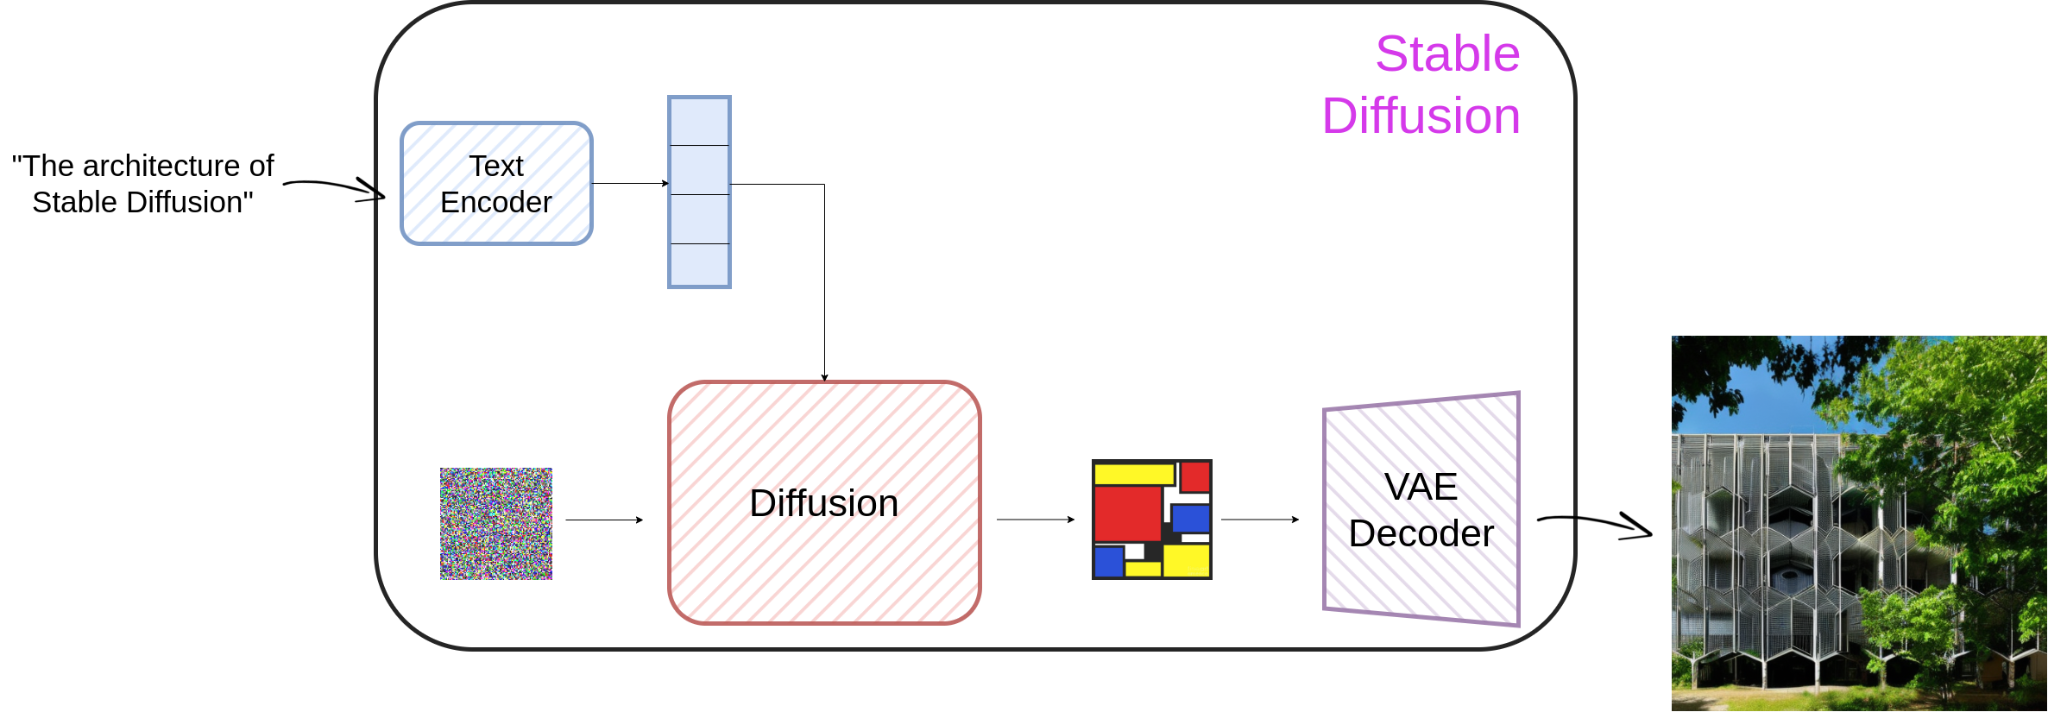 Stable
Diffusion
"The architecture of
Stable Diffusion"
Text
Encoder
Diffusion
VAE
Decoder